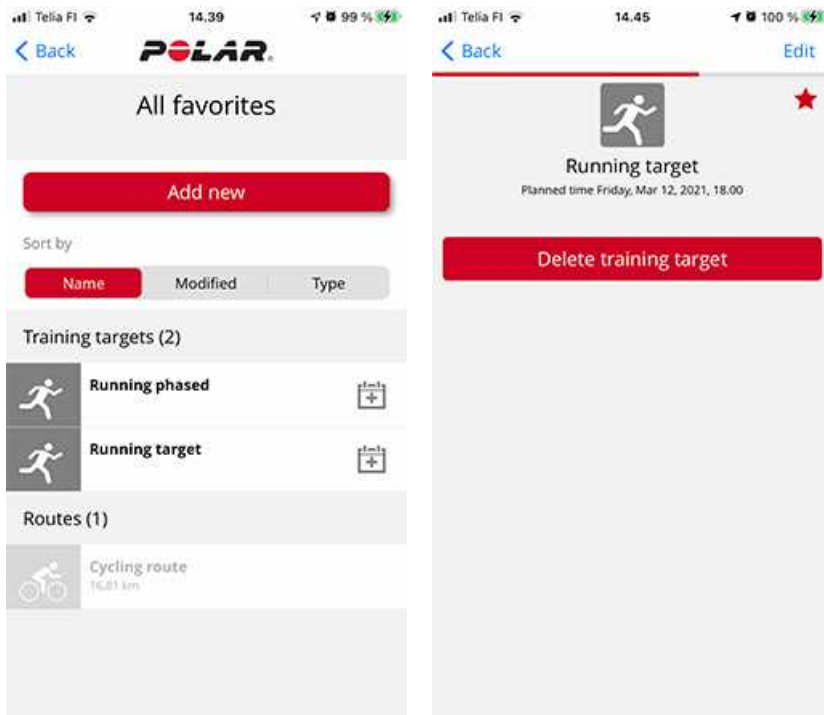 Telia FI 14.39 99 %
Back POLAR.
All favorites
Add new
Sort by
Name Modified Type
Training targets (2)
Running phased
Running target
Routes (1)
Cycling route
16,81 km
Telia FI 14.45 100 %
Back Edit
Running target
Planned time Friday, Mar 12, 2021, 18.00
Delete training target